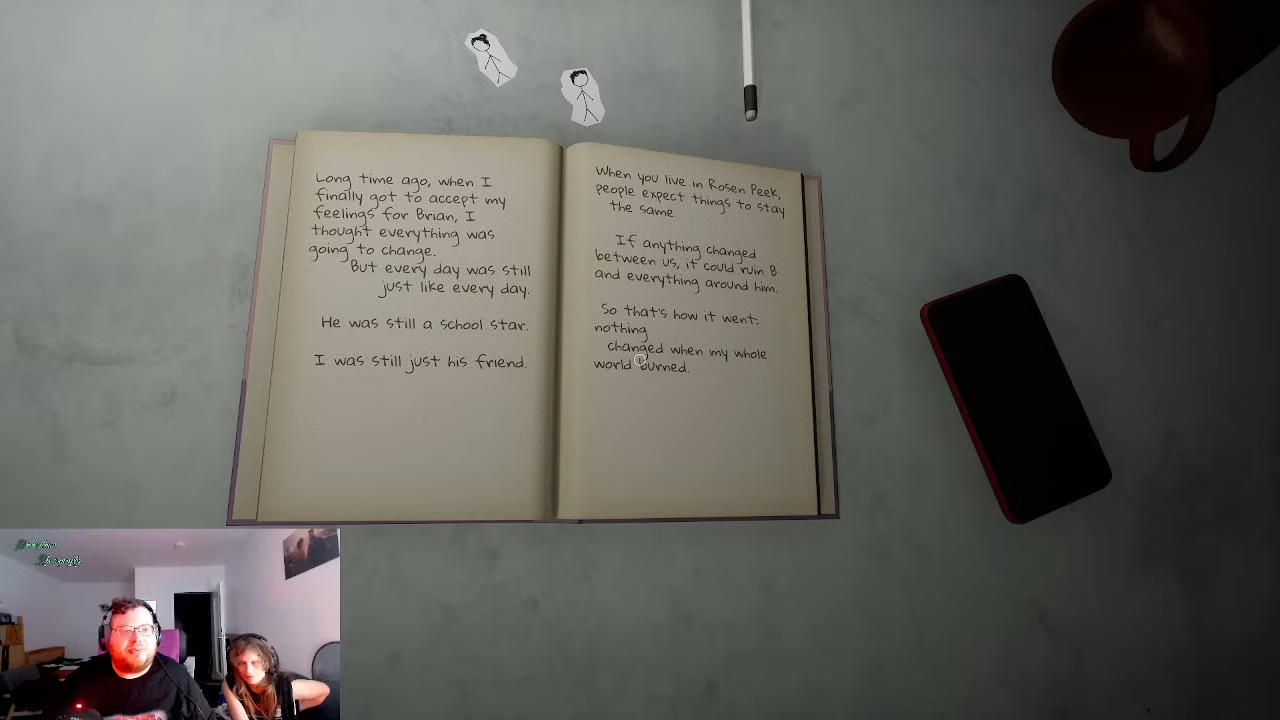 Long time ago, when I
finally got to accept my
feelings for Brian, I
thought everything was
going to change.
But every day was still
just like every day.
He was still a school star.
I was still just his friend.
When you live in Rosen Peek,
people expect things to stay
the same.
If anything changed
between us, it could ruin B
and everything around him.
So that's how it went:
nothing
changed when my whole
world burned.